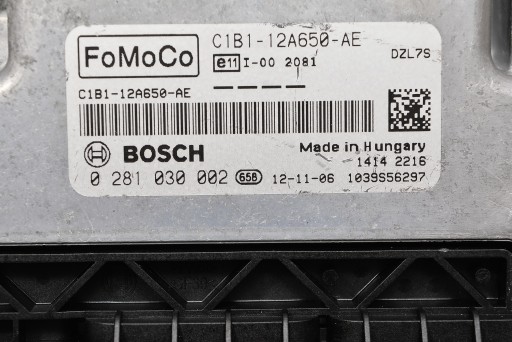 FoMoCo C1B1-12A650-AE
e11 I-00 2081 DZL7S
C1B1-12A650-AE
BOSCH Made in Hungary
1414 2216
0 281 030 002 658 12-11-06 1039S56297